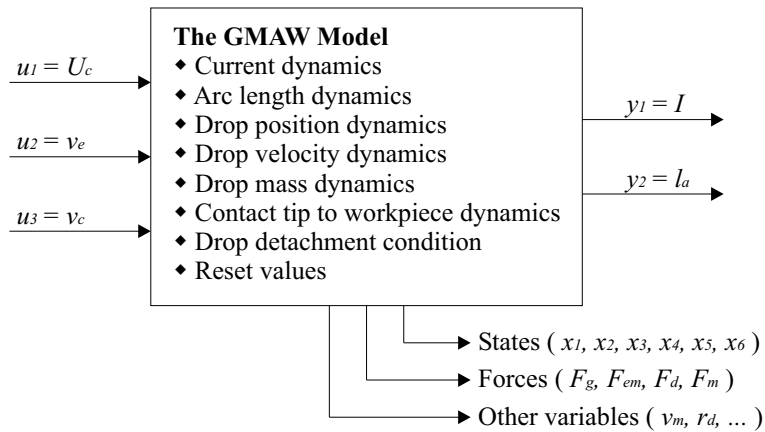 The GMAW Model
◆ Current dynamics
◆ Arc length dynamics
◆ Drop position dynamics
◆ Drop velocity dynamics
◆ Drop mass dynamics
◆ Contact tip to workpiece dynamics
◆ Drop detachment condition
◆ Reset values
u1 = Uc
u2 = ve
u3 = vc
y1 = I
y2 = la
States ( x1, x2, x3, x4, x5, x6 )
Forces ( Fg, Fem, Fd, Fm )
Other variables ( vm, rd, ... )